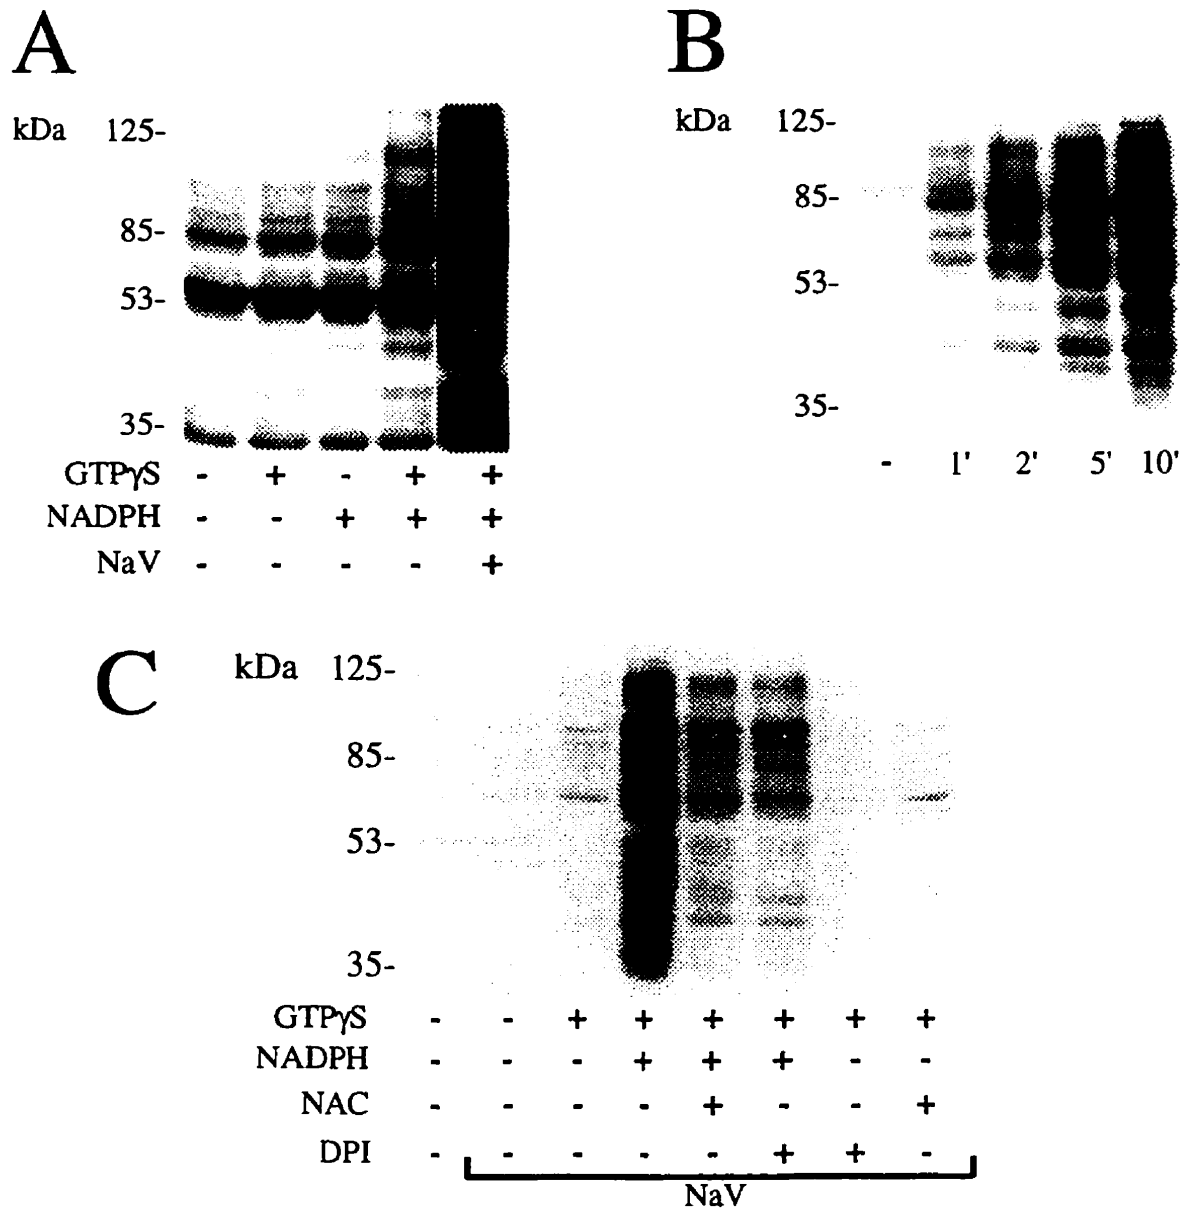 A
kDa 125-
85-
53-
35-
GTPγS - + - + +
NADPH - - + + +
NaV - - - - +
B
kDa 125-
85-
53-
35-
- 1' 2' 5' 10'
C
kDa 125-
85-
53-
35-
GTPγS - - + + + + + +
NADPH - - - + + + - -
NAC - - - - + - - +
DPI - - - - - + + -
NaV